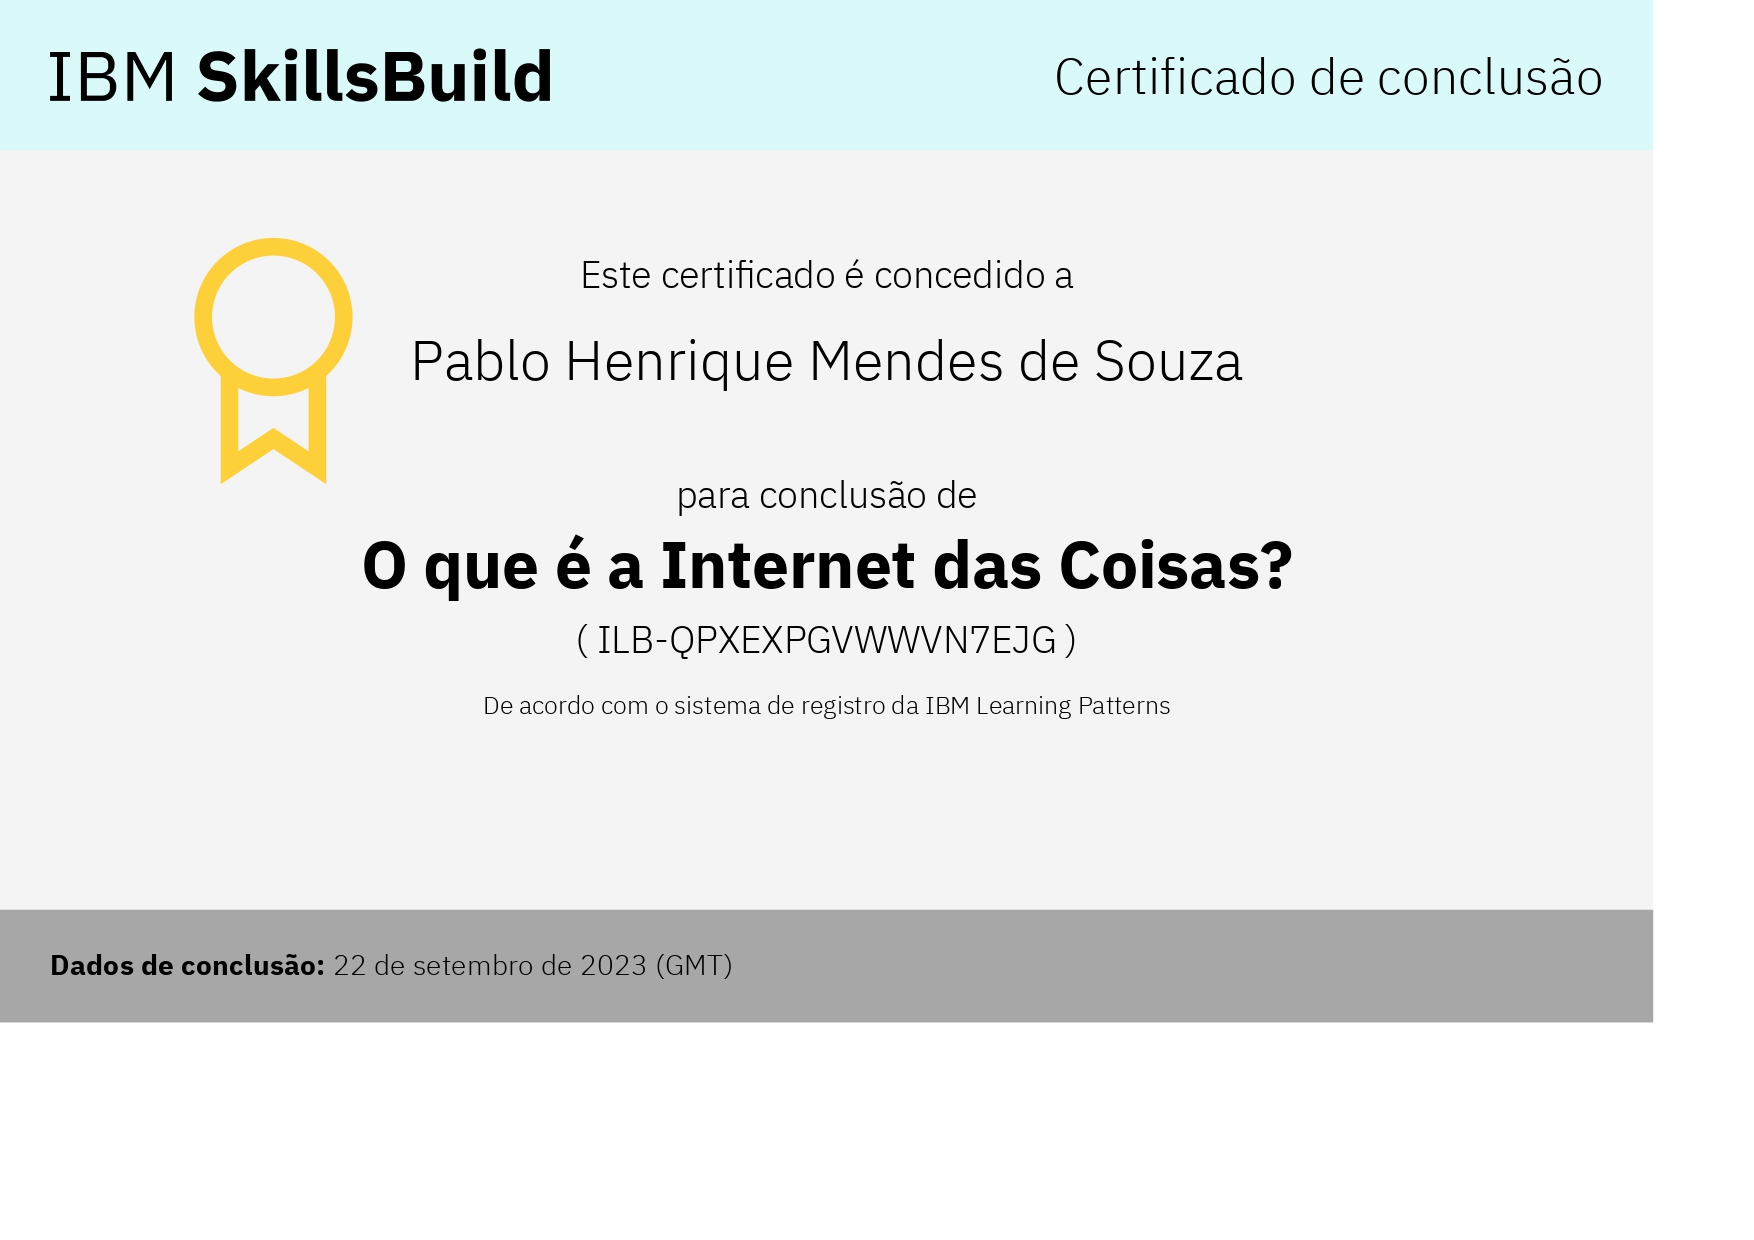 IBM SkillsBuild
Certificado de conclusão
Este certificado é concedido a
Pablo Henrique Mendes de Souza
para conclusão de
O que é a Internet das Coisas?
( ILB-QPXEXPGVWWVN7EJG )
De acordo com o sistema de registro da IBM Learning Patterns
Dados de conclusão: 22 de setembro de 2023 (GMT)